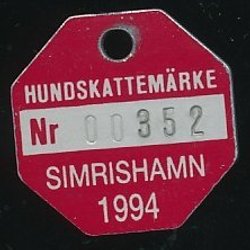 HUNDSKATTEMÄRKE
Nr 00352
SIMRISHAMN
1994